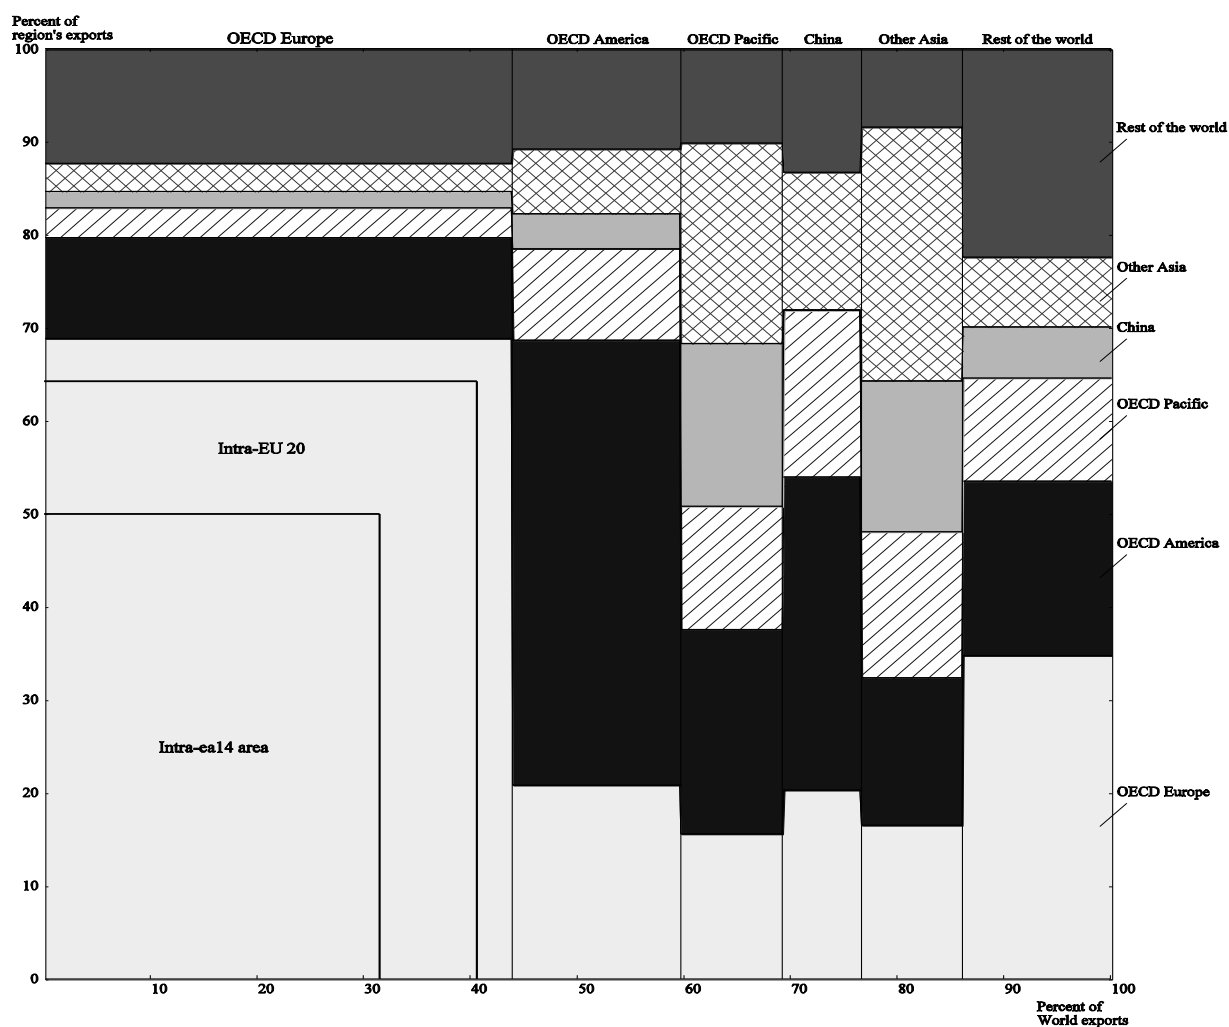 Percent of
region's exports
OECD Europe
OECD America
OECD Pacific
China
Other Asia
Rest of the world
100
90
80
70
60
50
40
30
20
10
0
Rest of the world
Other Asia
China
OECD Pacific
OECD America
OECD Europe
Intra-EU 20
Intra-ea14 area
10
20
30
40
50
60
70
80
90
100
Percent of
World exports